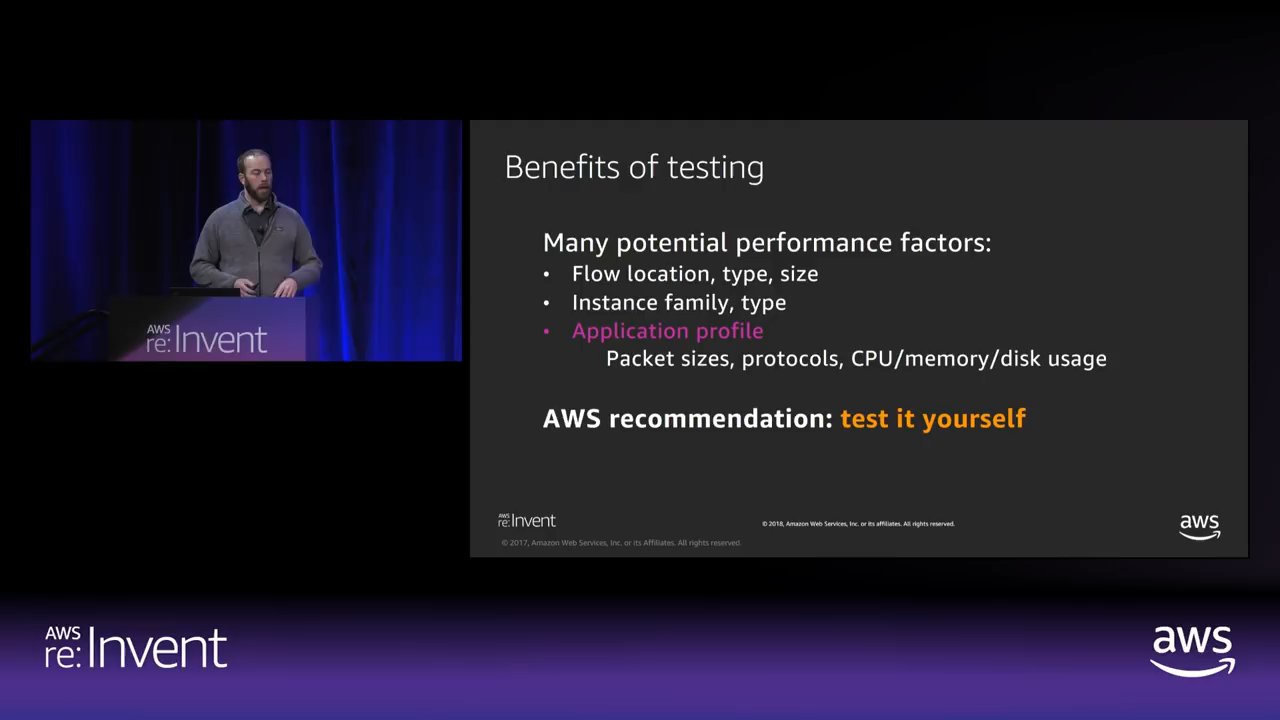 Benefits of testing
Many potential performance factors:
• Flow location, type, size
• Instance family, type
• Application profile
Packet sizes, protocols, CPU/memory/disk usage
AWS recommendation: test it yourself
AWS
re:Invent
© 2018, Amazon Web Services, Inc. or its affiliates. All rights reserved.
aws
© 2017, Amazon Web Services, Inc. or its Affiliates. All rights reserved.
AWS
re:Invent
AWS
re:Invent
aws